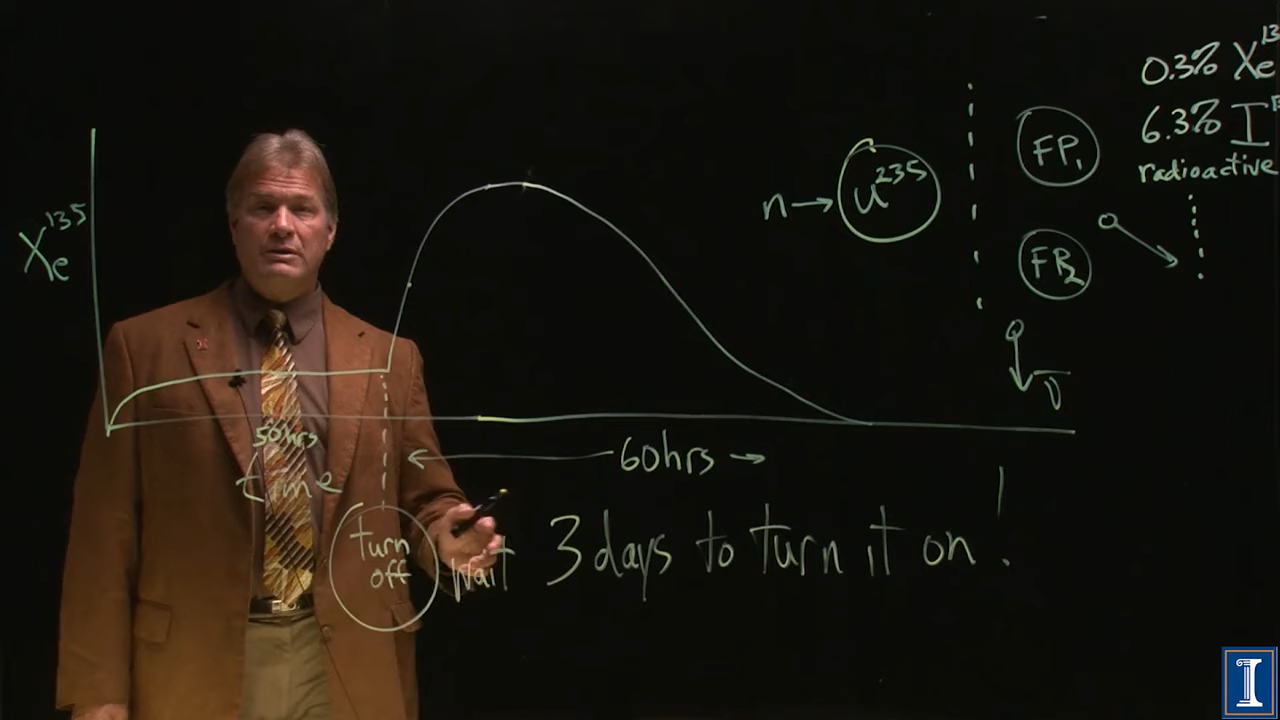 Xe¹³⁵
50hrs
time
turn
off
60hrs
Wait 3 days to turn it on!
n→ U²³⁵
FP₁
FP₂
ν̅
0.3% Xe¹³
6.3% I
radioactive
I